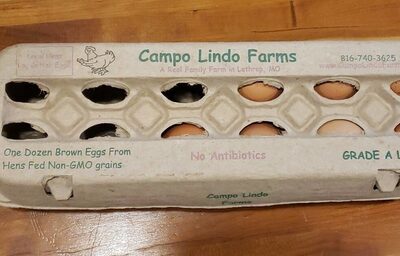 Campo Lindo Farms
A Real Family Farm in Lathrop, MO
816-740-3625
One Dozen Brown Eggs From
Hens Fed Non-GMO grains
No Antibiotics
GRADE A L
Campo Lindo
Farms